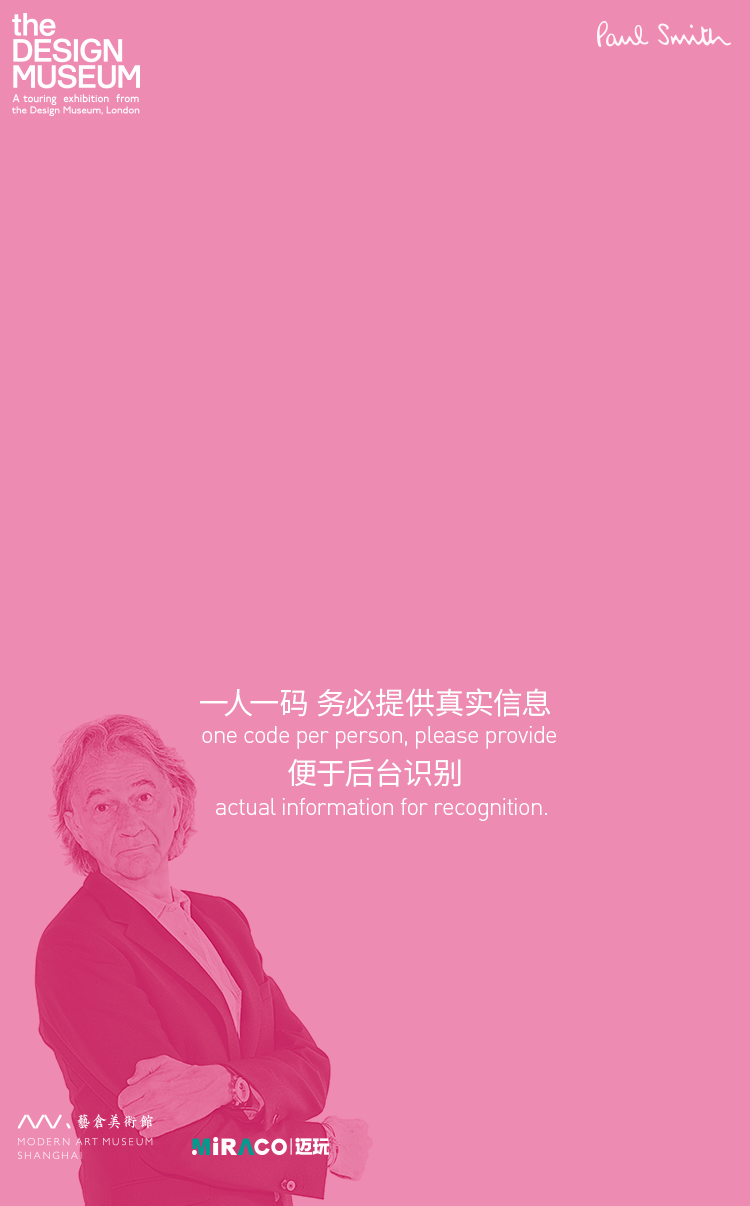 the
DESIGN
MUSEUM
A touring exhibition from
the Design Museum, London
Paul Smith
一人一码 务必提供真实信息
one code per person, please provide
便于后台识别
actual information for recognition.
藝倉美術館
MODERN ART MUSEUM
SHANGHAI
MiRACO|迈玩